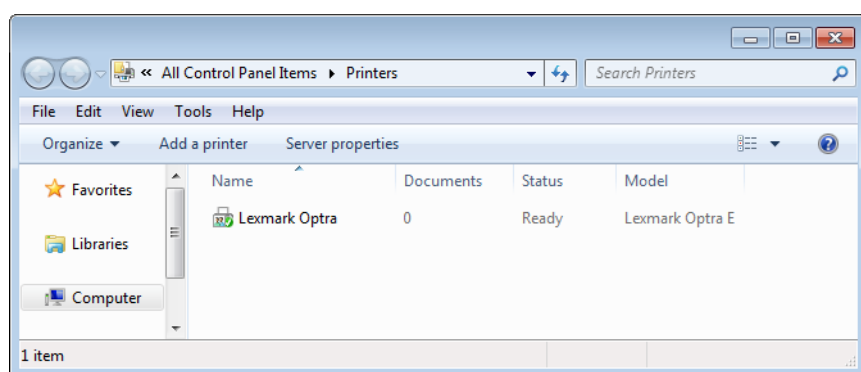 « All Control Panel Items ▸ Printers Search Printers
File Edit View Tools Help
Organize ▾ Add a printer Server properties
Favorites
Libraries
Computer
Name Documents Status Model
Lexmark Optra 0 Ready Lexmark Optra E
1 item